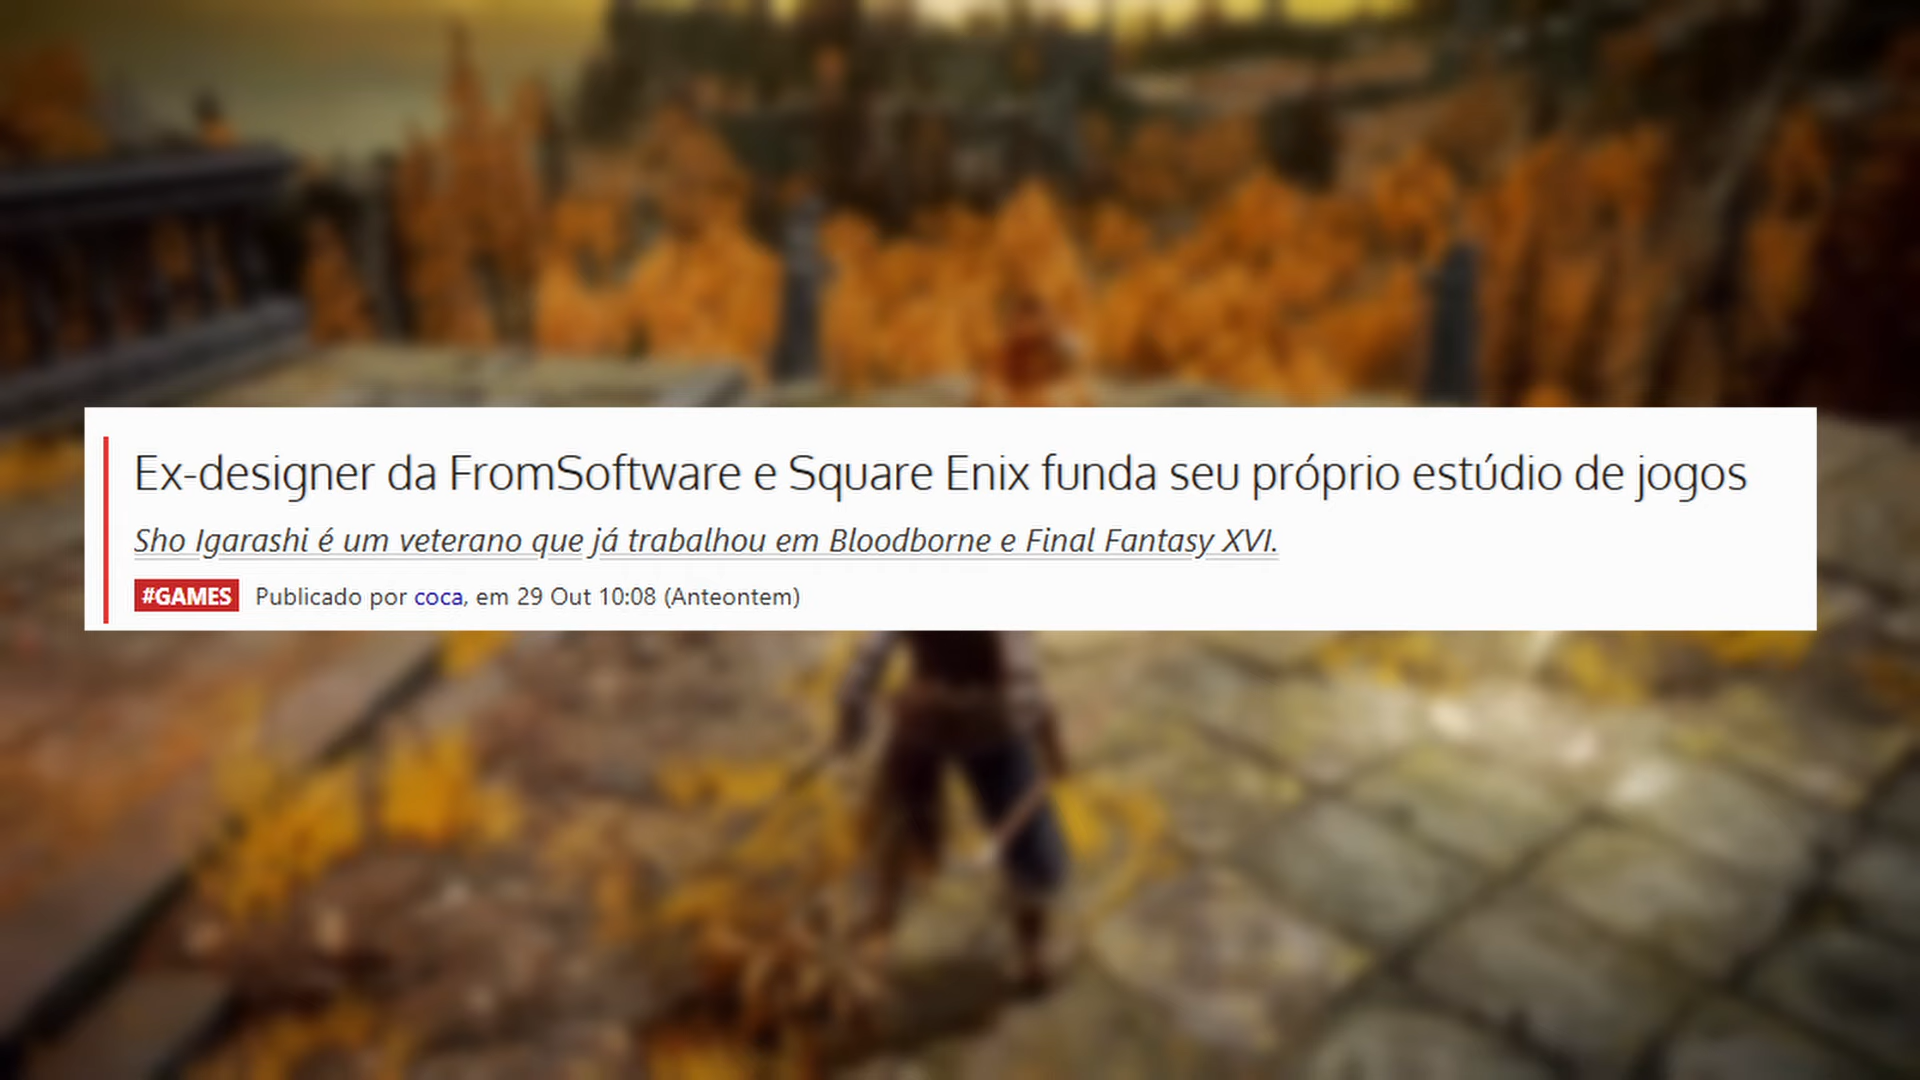 Ex-designer da FromSoftware e Square Enix funda seu próprio estúdio de jogos
Sho Igarashi é um veterano que já trabalhou em Bloodborne e Final Fantasy XVI.
#GAMES Publicado por coca, em 29 Out 10:08 (Anteontem)